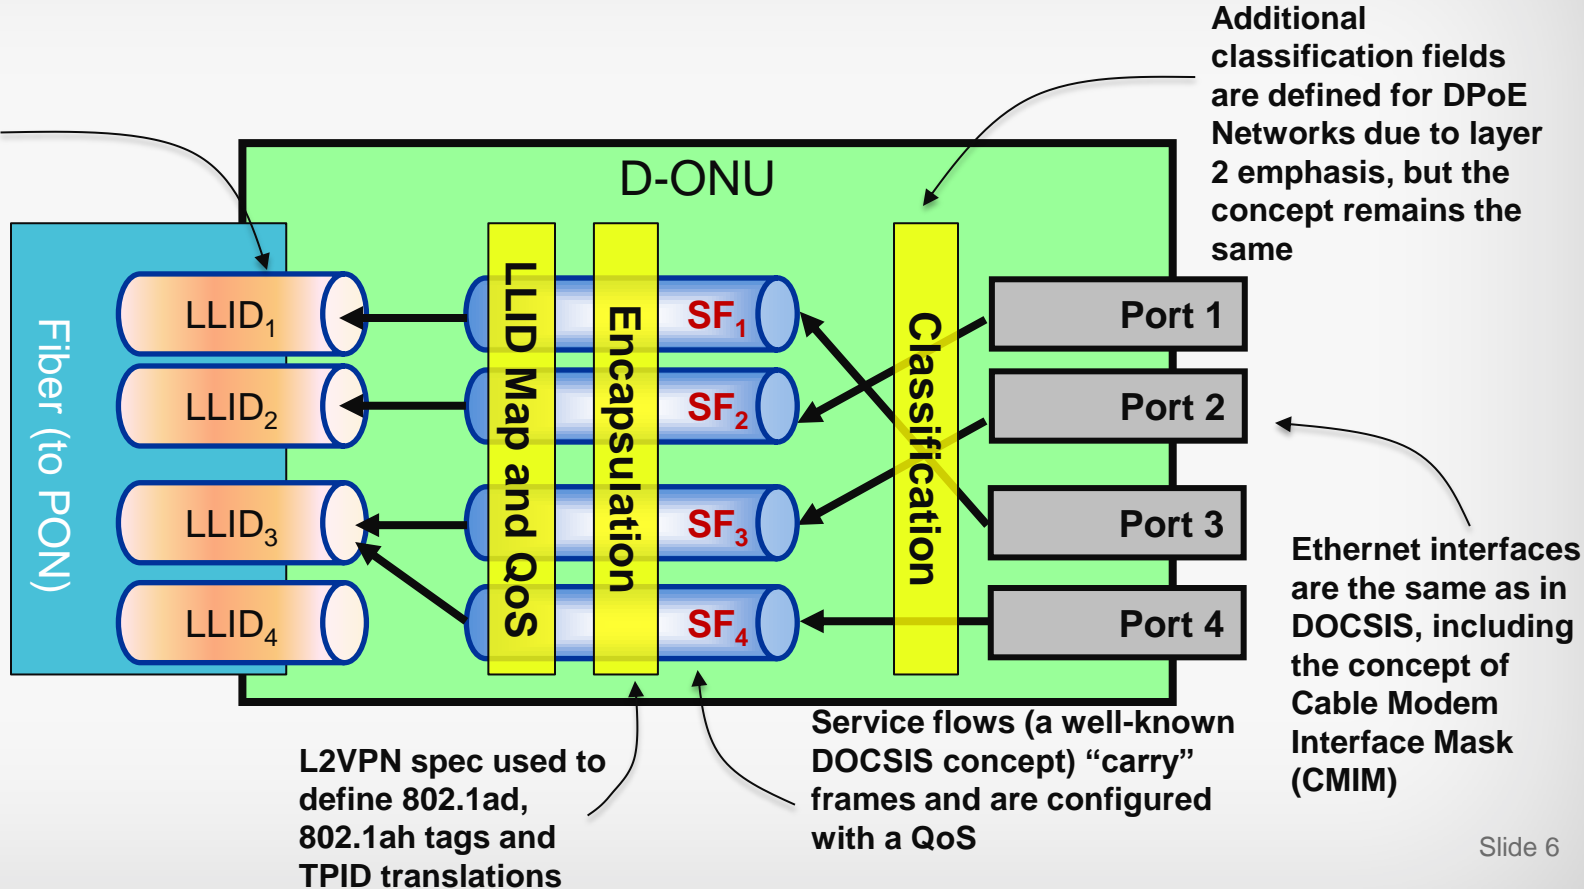 Additional
classification fields
are defined for DPoE
Networks due to layer
2 emphasis, but the
concept remains the
same
D-ONU
Fiber (to PON)
LLID1
LLID2
LLID3
LLID4
LLID Map and QoS
Encapsulation
SF1
SF2
SF3
SF4
Classification
Port 1
Port 2
Port 3
Port 4
Ethernet interfaces
are the same as in
DOCSIS, including
the concept of
Cable Modem
Interface Mask
(CMIM)
L2VPN spec used to
define 802.1ad,
802.1ah tags and
TPID translations
Service flows (a well-known
DOCSIS concept) “carry”
frames and are configured
with a QoS
Slide 6